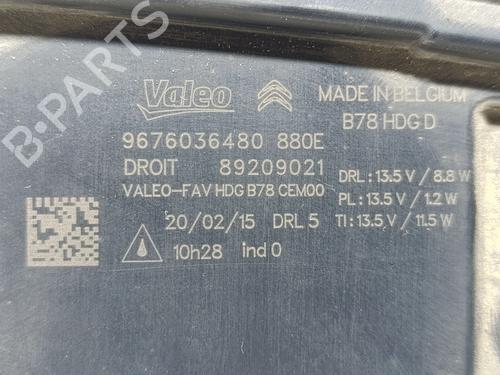 Valeo
MADE IN BELGIUM
B78 HDG D
9676036480 880E
DROIT 89209021
VALEO-FAV HDG B78 CEM00
DRL : 13.5 V / 8.8 W
PL : 13.5 V / 1.2 W
TI : 13.5 V / 11.5 W
20/02/15 DRL 5
10h28 ind 0
B-PARTS